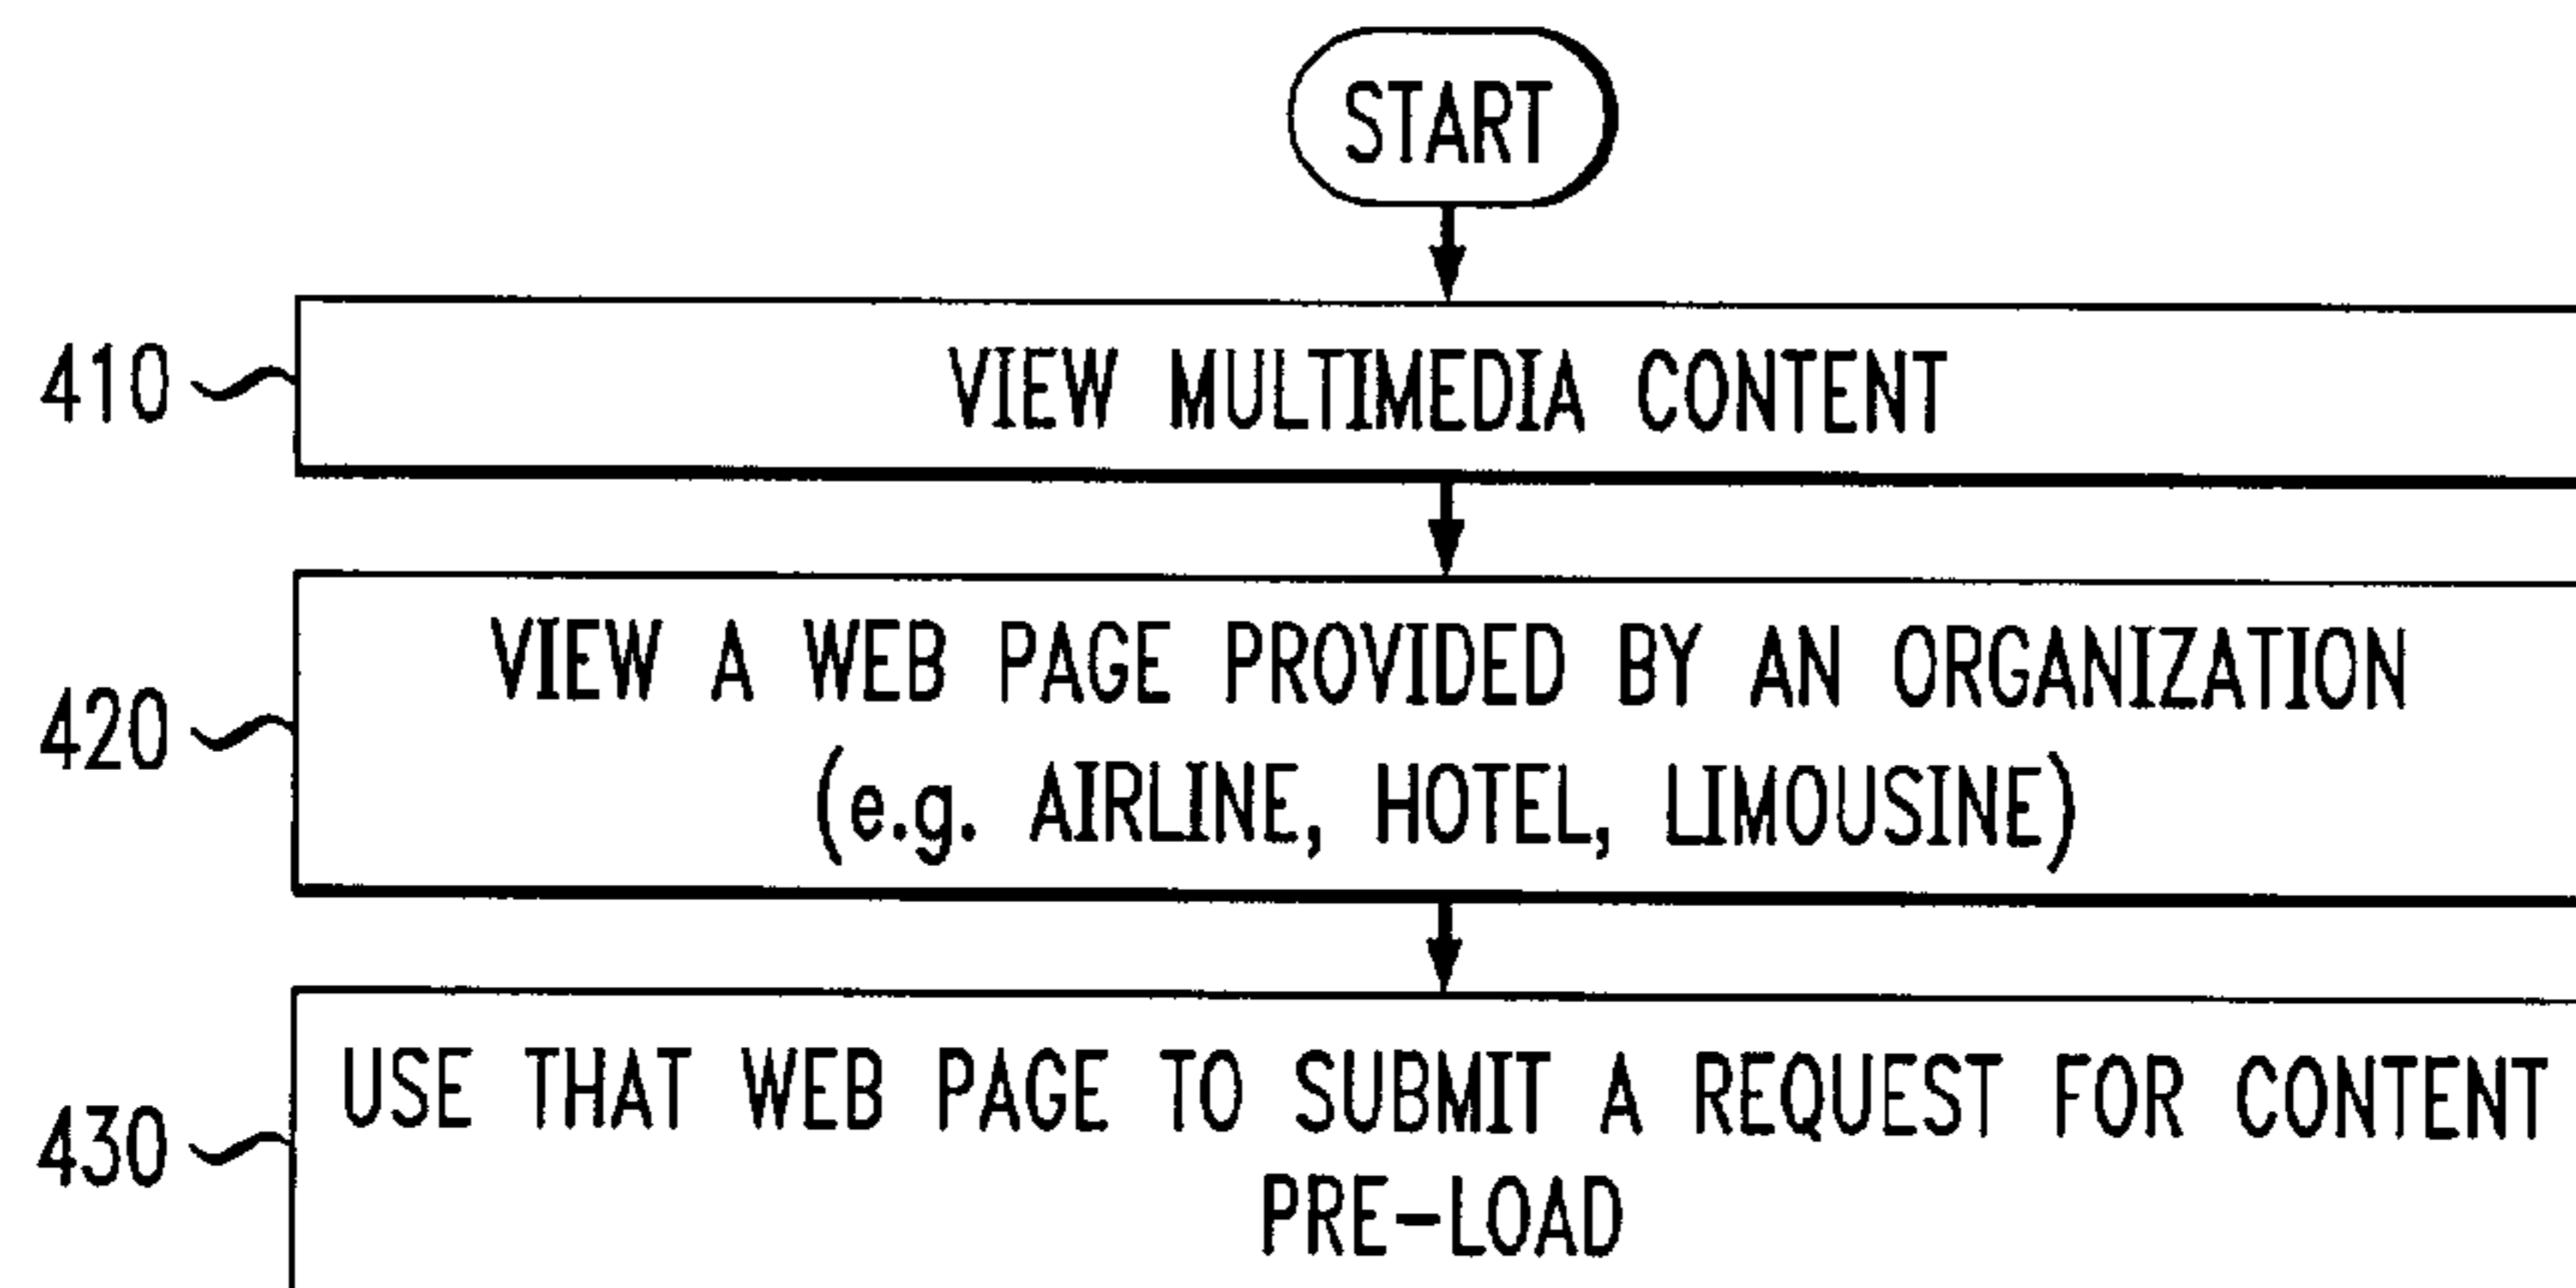 START
410 VIEW MULTIMEDIA CONTENT
VIEW A WEB PAGE PROVIDED BY AN ORGANIZATION
420
(e.g. AIRLINE, HOTEL, LIMOUSINE)
USE THAT WEB PAGE TO SUBMIT A REQUEST FOR CONTENT
430
PRE-LOAD